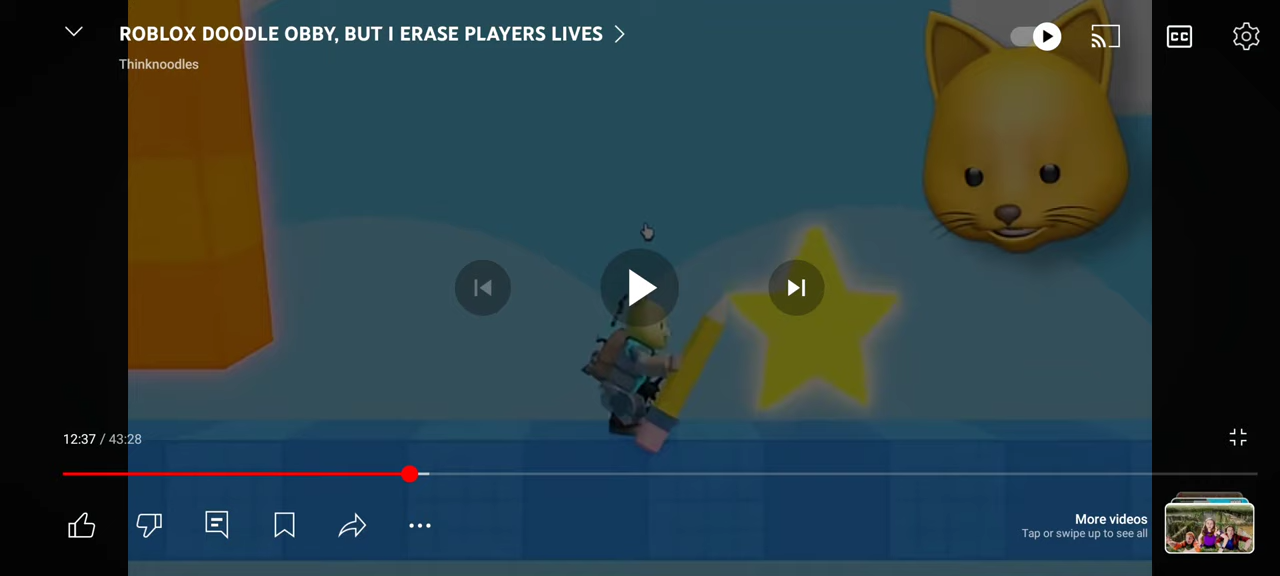 ROBLOX DOODLE OBBY, BUT I ERASE PLAYERS LIVES
Thinknoodles
CC
12:37 / 43:28
More videos
Tap or swipe up to see all